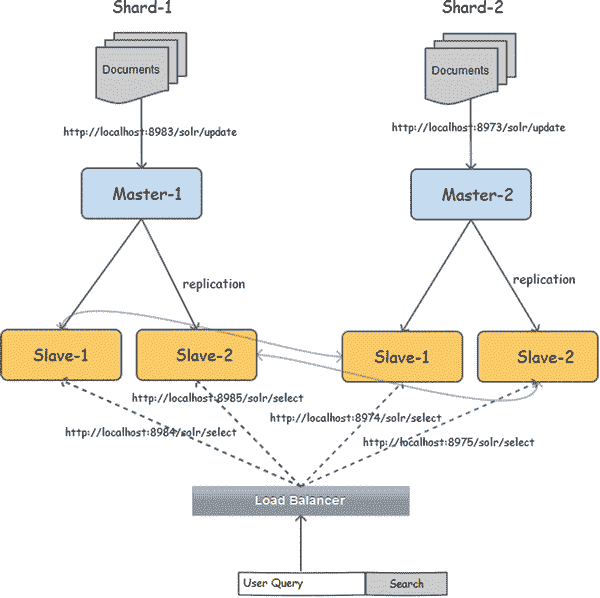 Shard-1
Shard-2
Documents
Documents
http://localhost:8983/solr/update
http://localhost:8973/solr/update
Master-1
Master-2
replication
replication
Slave-1
Slave-2
Slave-1
Slave-2
http://localhost:8985/solr/select
http://localhost:8974/solr/select
http://localhost:8984/solr/select
http://localhost:8975/solr/select
Load Balancer
User Query
Search